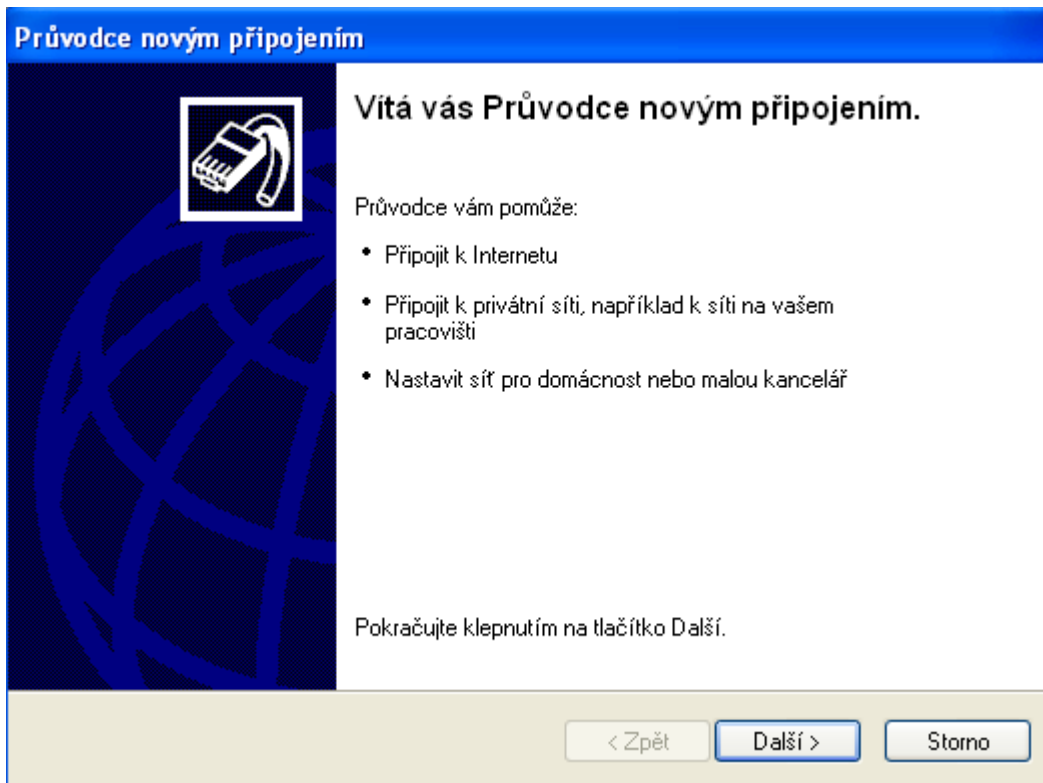 Průvodce novým připojením
Vítá vás Průvodce novým připojením.
Průvodce vám pomůže:
• Připojit k Internetu
• Připojit k privátní síti, například k síti na vašem
pracovišti
• Nastavit síť pro domácnost nebo malou kancelář
Pokračujte klepnutím na tlačítko Další.
< Zpět
Další >
Storno